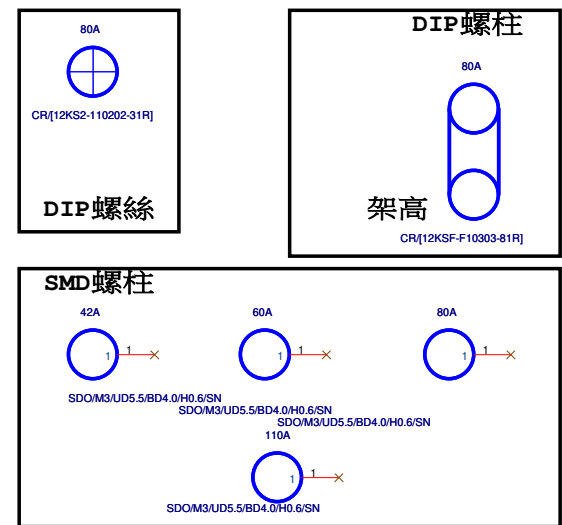 80A
CR/[12KS2-110202-31R]
DIP螺絲
DIP螺柱
80A
架高
CR/[12KSF-F10303-81R]
SMD螺柱
42A
60A
80A
1 1
1 1
1 1
SDO/M3/UD5.5/BD4.0/H0.6/SN
SDO/M3/UD5.5/BD4.0/H0.6/SN
SDO/M3/UD5.5/BD4.0/H0.6/SN
110A
1 1
SDO/M3/UD5.5/BD4.0/H0.6/SN